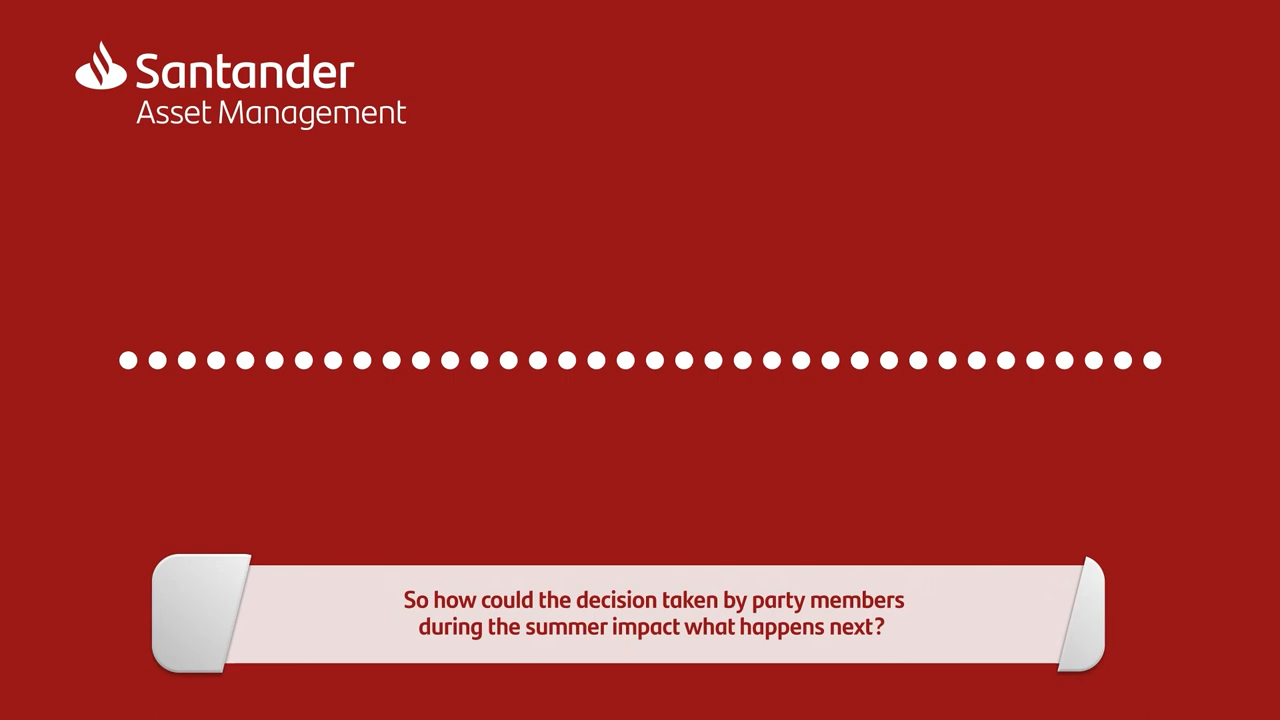 Santander
Asset Management
So how could the decision taken by party members
during the summer impact what happens next?